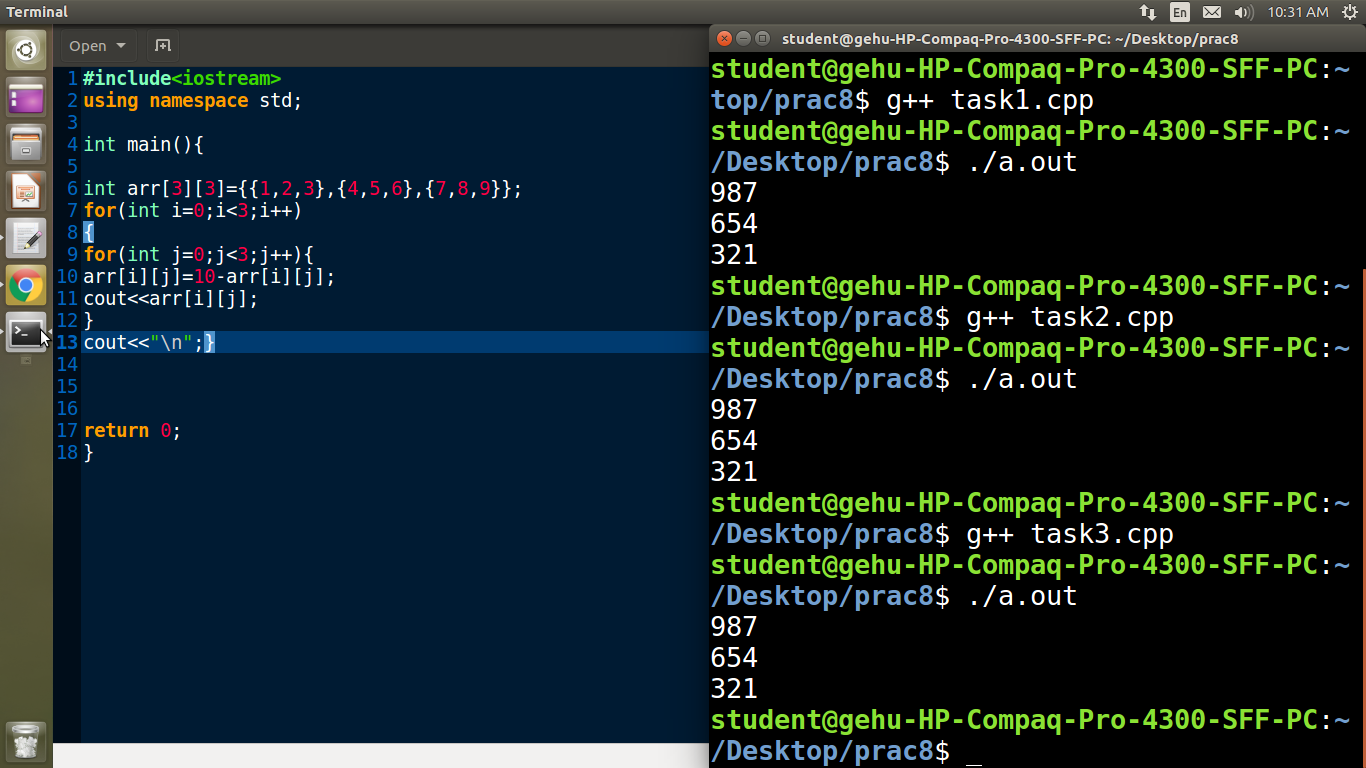 Terminal
En
10:31 AM
Open
1 #include<iostream>
2 using namespace std;
3
4 int main(){
5
6 int arr[3][3]={{1,2,3},{4,5,6},{7,8,9}};
7 for(int i=0;i<3;i++)
8 {
9 for(int j=0;j<3;j++){
10 arr[i][j]=10-arr[i][j];
11 cout<<arr[i][j];
12 }
13 cout<<"\n";}
14
15
16
17 return 0;
18 }
student@gehu-HP-Compaq-Pro-4300-SFF-PC: ~/Desktop/prac8
student@gehu-HP-Compaq-Pro-4300-SFF-PC:~
top/prac8$ g++ task1.cpp
student@gehu-HP-Compaq-Pro-4300-SFF-PC:~
/Desktop/prac8$ ./a.out
987
654
321
student@gehu-HP-Compaq-Pro-4300-SFF-PC:~
/Desktop/prac8$ g++ task2.cpp
student@gehu-HP-Compaq-Pro-4300-SFF-PC:~
/Desktop/prac8$ ./a.out
987
654
321
student@gehu-HP-Compaq-Pro-4300-SFF-PC:~
/Desktop/prac8$ g++ task3.cpp
student@gehu-HP-Compaq-Pro-4300-SFF-PC:~
/Desktop/prac8$ ./a.out
987
654
321
student@gehu-HP-Compaq-Pro-4300-SFF-PC:~
/Desktop/prac8$ _